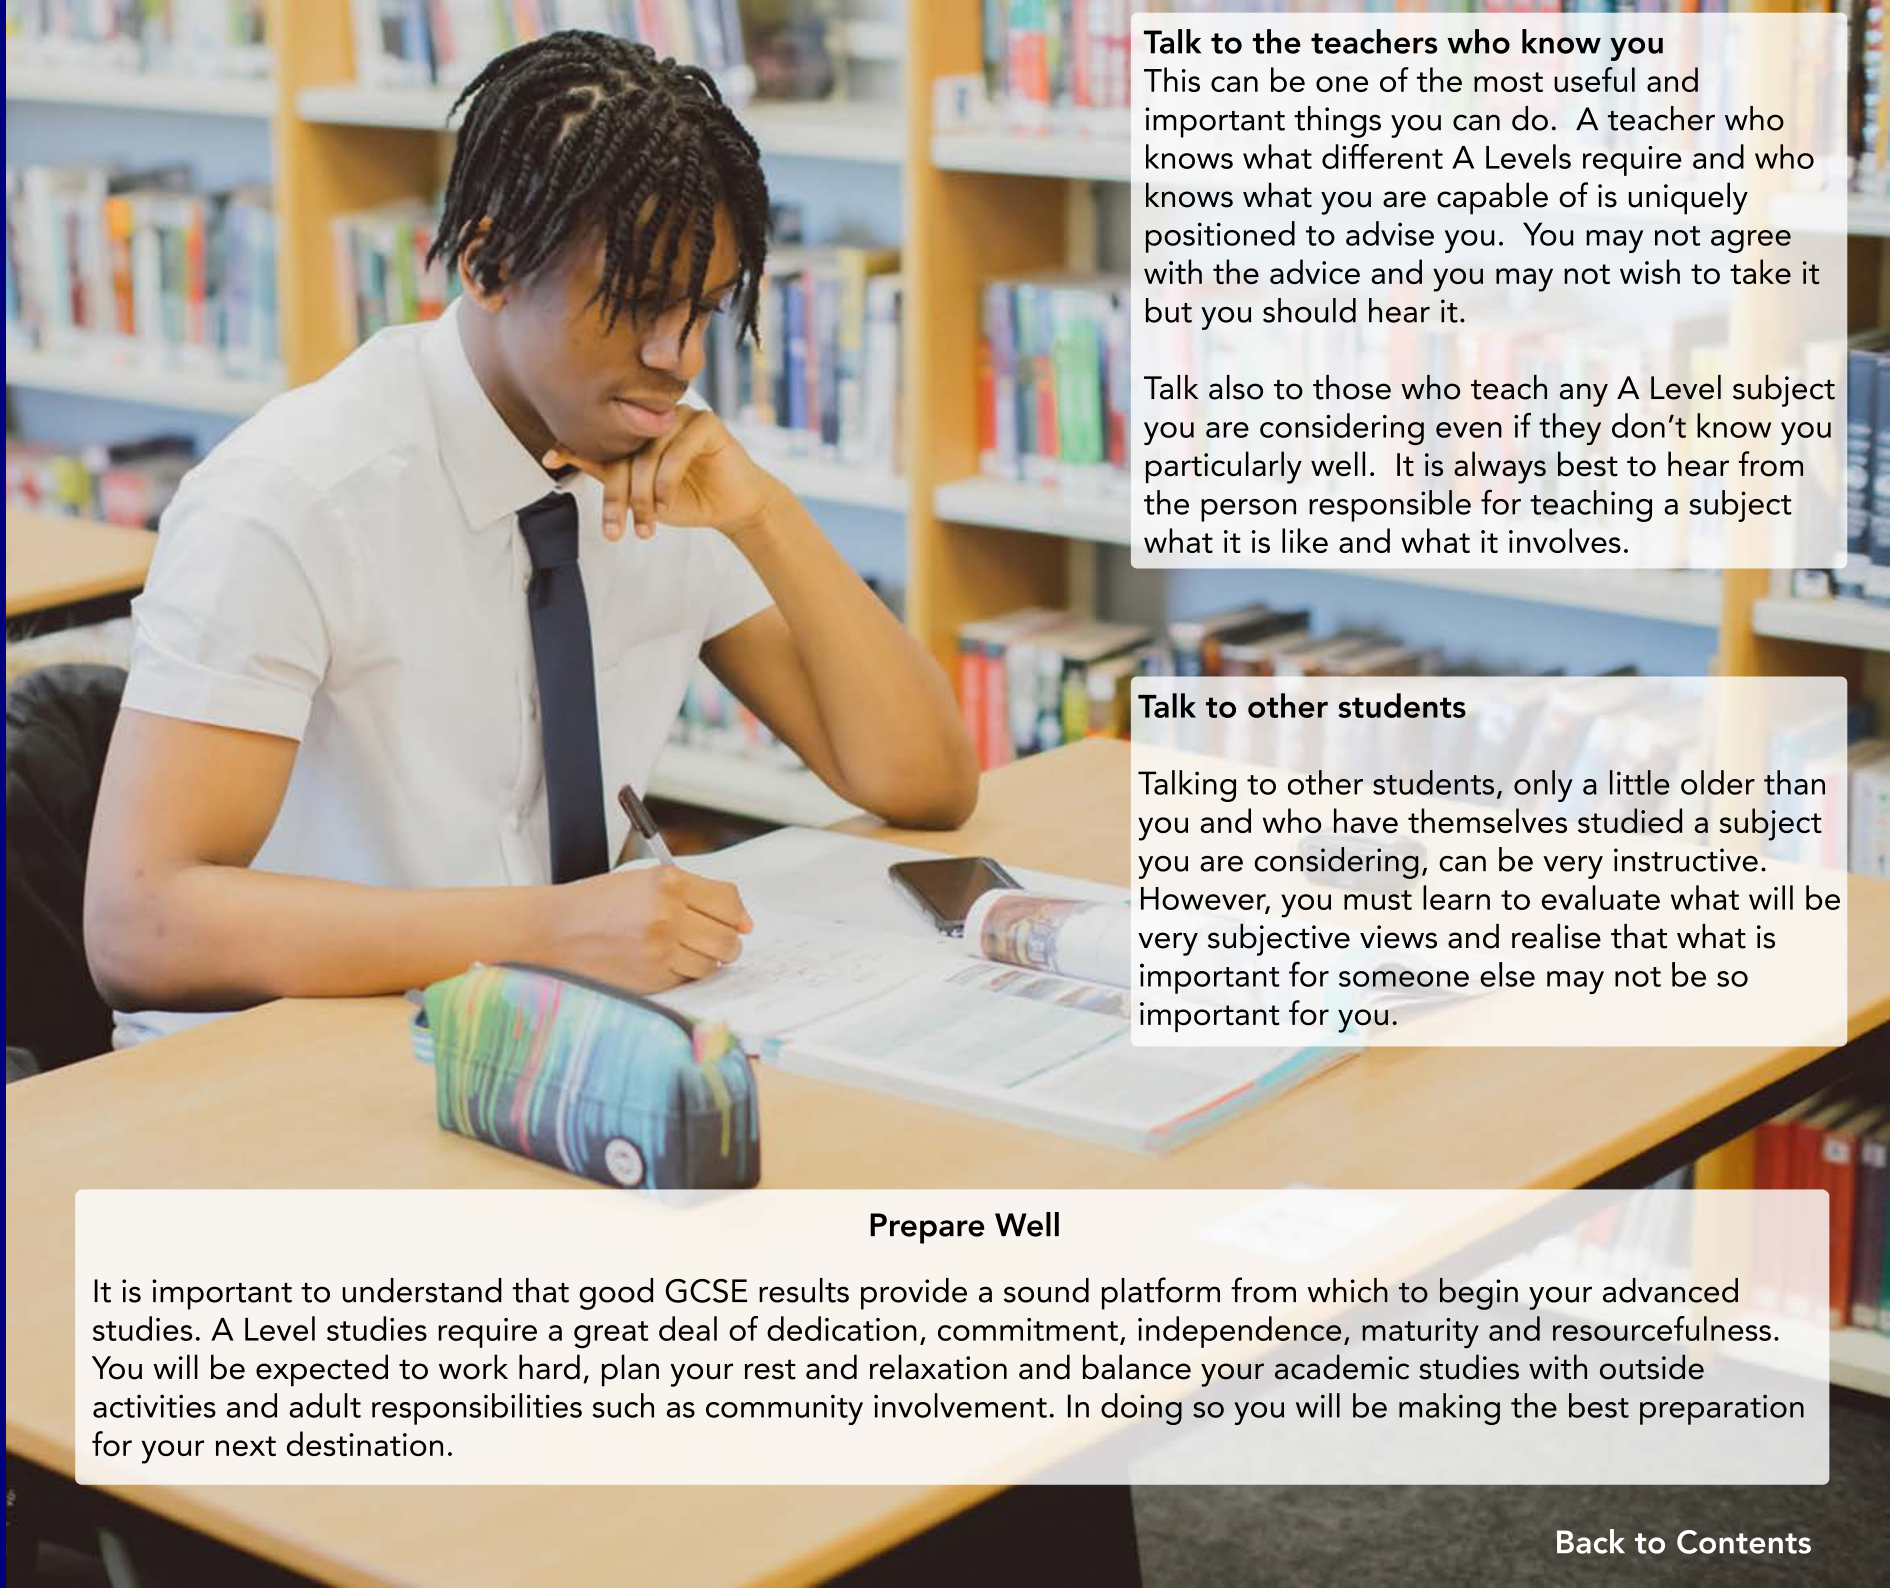 Talk to the teachers who know you
This can be one of the most useful and
important things you can do.  A teacher who
knows what different A Levels require and who
knows what you are capable of is uniquely
positioned to advise you.  You may not agree
with the advice and you may not wish to take it
but you should hear it.
Talk also to those who teach any A Level subject
you are considering even if they don’t know you
particularly well.  It is always best to hear from
the person responsible for teaching a subject
what it is like and what it involves.
Talk to other students
Talking to other students, only a little older than
you and who have themselves studied a subject
you are considering, can be very instructive.
However, you must learn to evaluate what will be
very subjective views and realise that what is
important for someone else may not be so
important for you.
Prepare Well
It is important to understand that good GCSE results provide a sound platform from which to begin your advanced
studies. A Level studies require a great deal of dedication, commitment, independence, maturity and resourcefulness.
You will be expected to work hard, plan your rest and relaxation and balance your academic studies with outside
activities and adult responsibilities such as community involvement. In doing so you will be making the best preparation
for your next destination.
Back to Contents